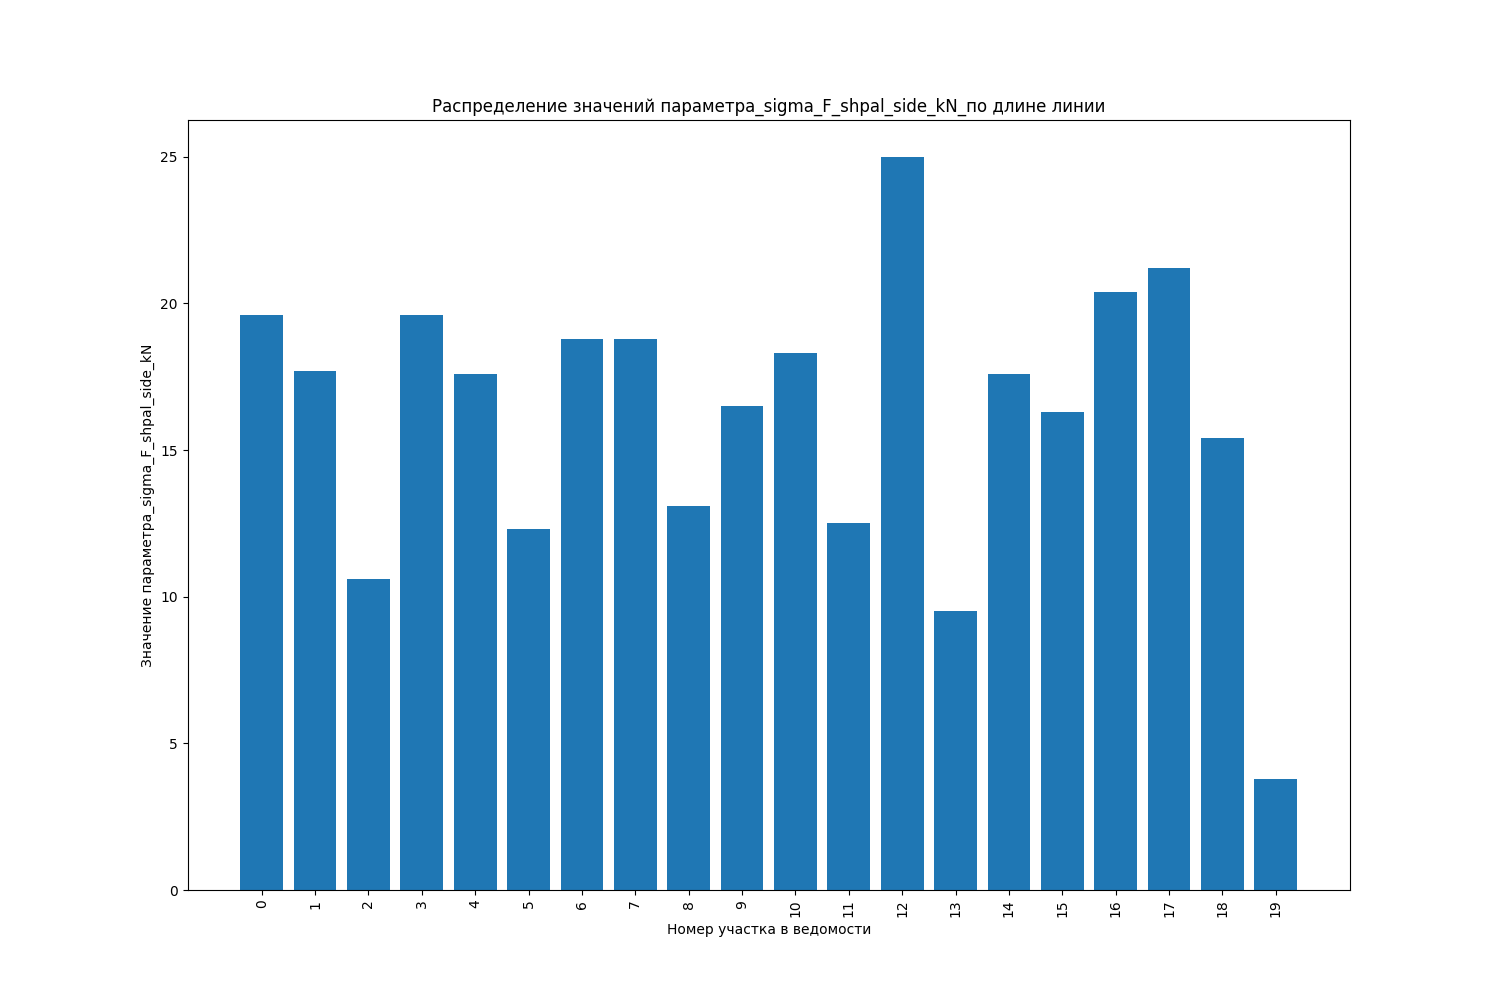 Распределение значений параметра_sigma_F_shpal_side_kN_по длине линии
Значение параметра_sigma_F_shpal_side_kN
25
20
15
10
5
0
0 1 2 3 4 5 6 7 8 9 10 11 12 13 14 15 16 17 18 19
Номер участка в ведомости